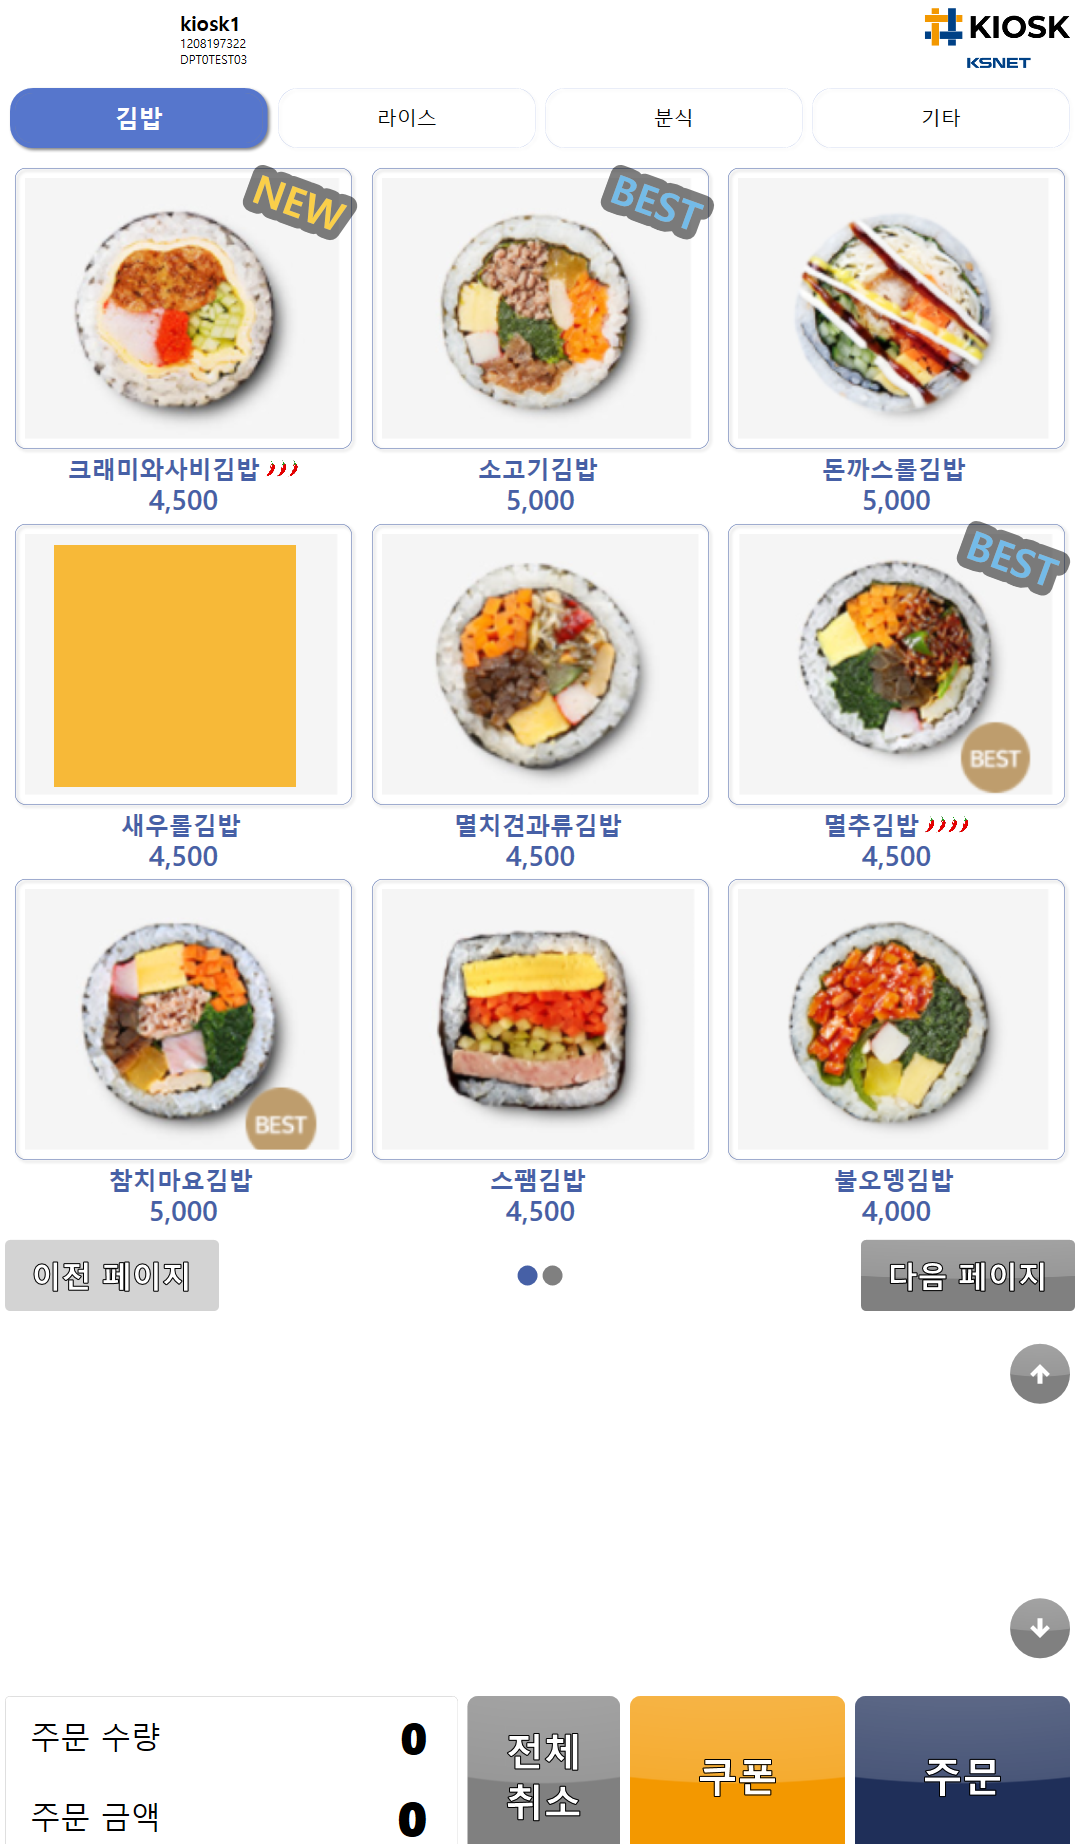 kiosk1
1208197322
DPT0TEST03
KIOSK
KSNET
김밥
라이스
분식
기타
NEW
BEST
크래미와사비김밥
4,500
소고기김밥
5,000
돈까스롤김밥
5,000
BEST
BEST
새우롤김밥
4,500
멸치견과류김밥
4,500
멸추김밥
4,500
BEST
참치마요김밥
5,000
스팸김밥
4,500
불오뎅김밥
4,000
이전 페이지
다음 페이지
주문 수량 0
주문 금액 0
전체
취소
쿠폰
주문